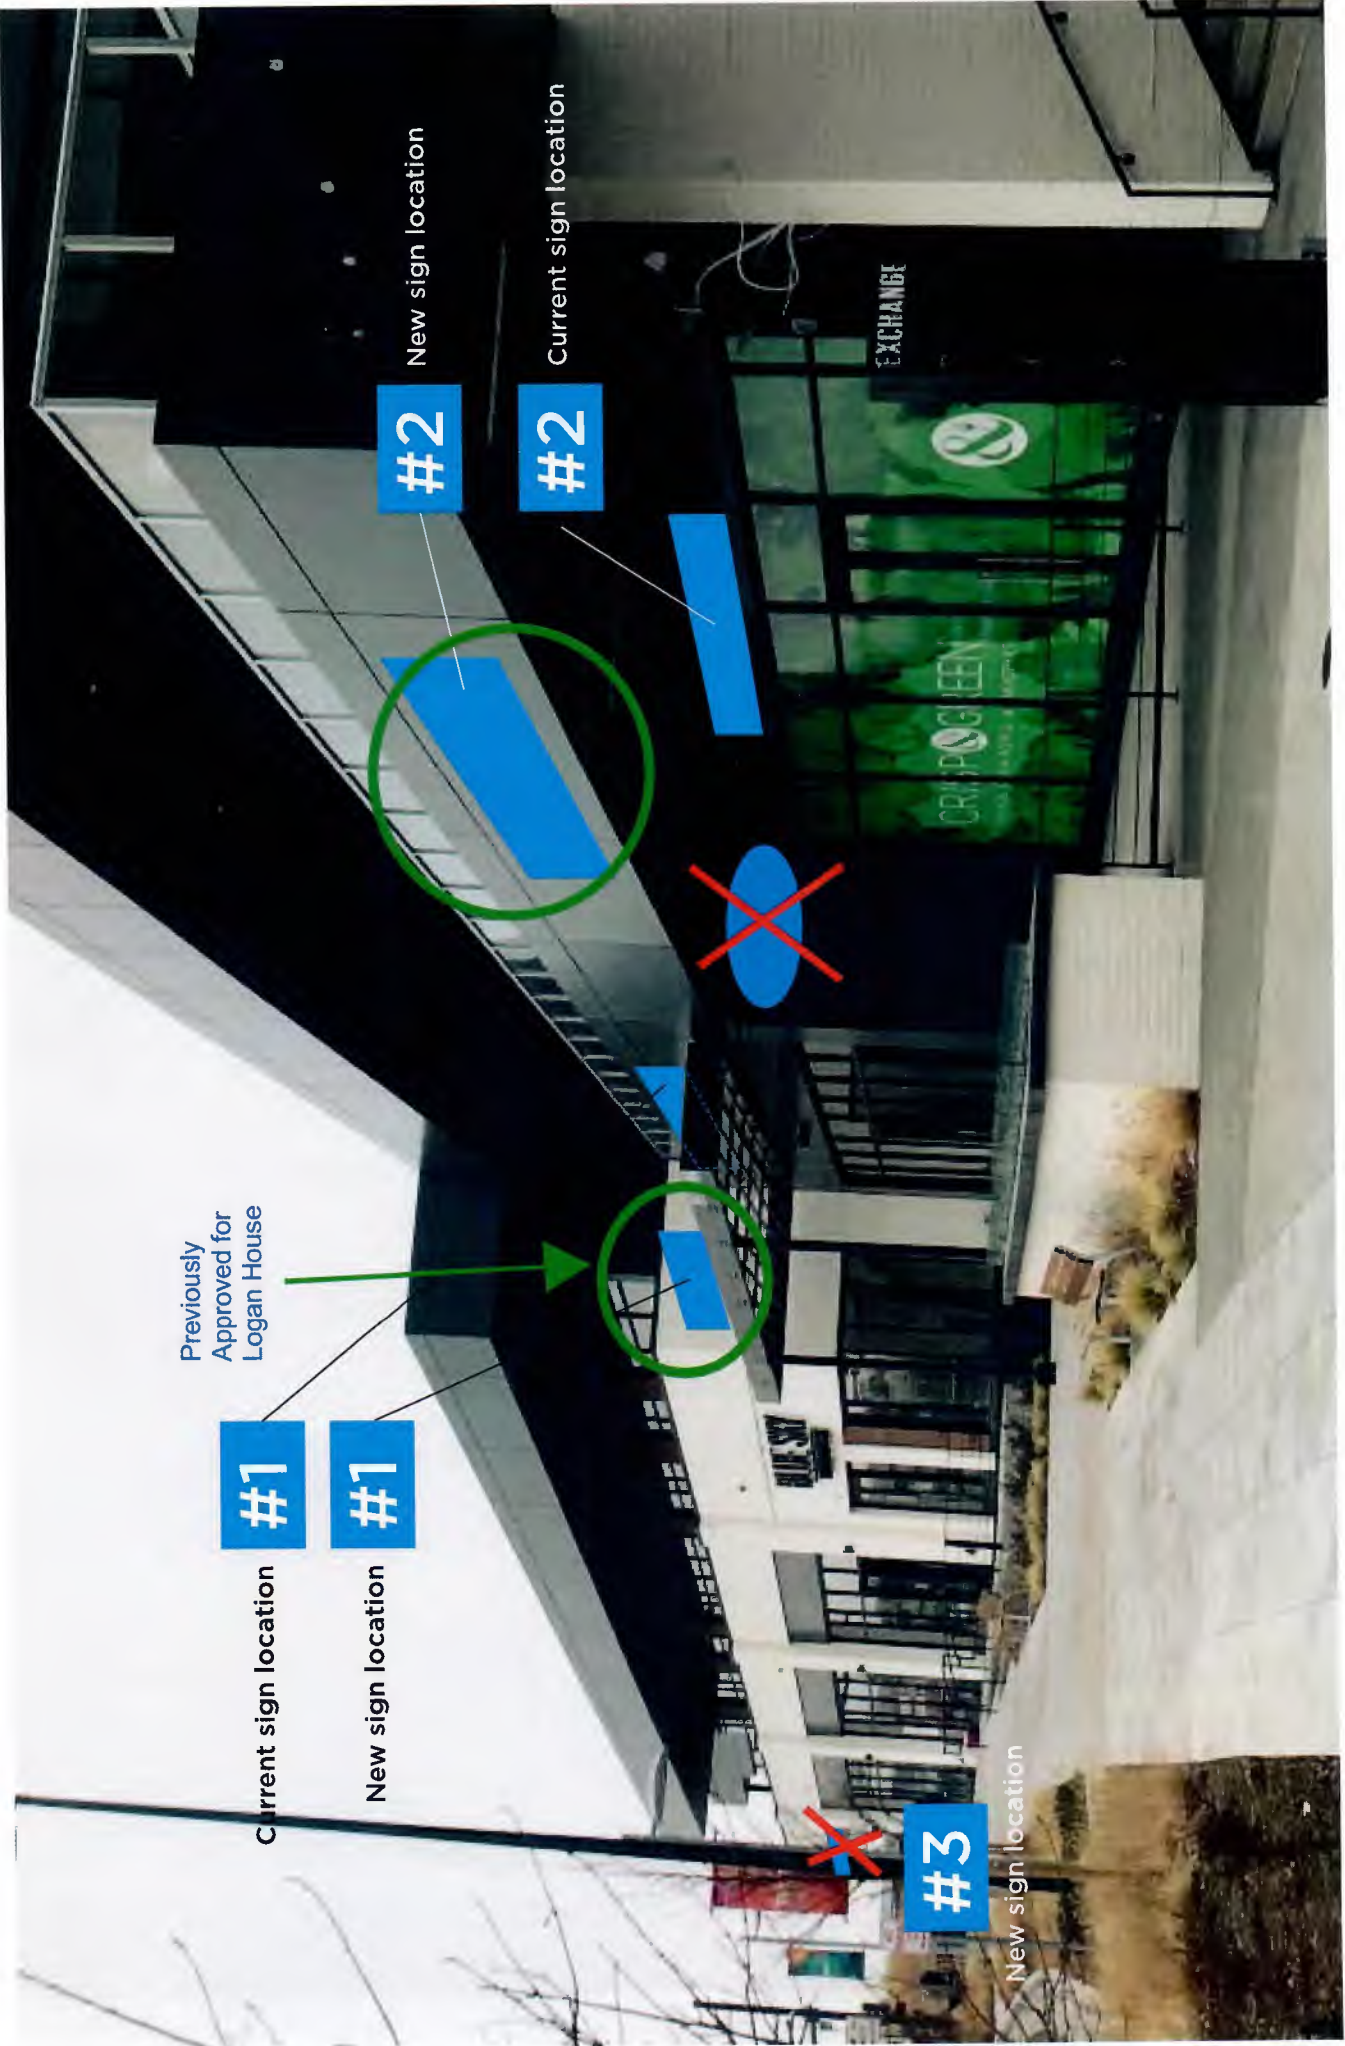 Previously
Approved for
Logan House
#1
Current sign location
#1
New sign location
#2
New sign location
#2
Current sign location
#3
New sign location
EXCHANGE
CRISP&GREEN
&